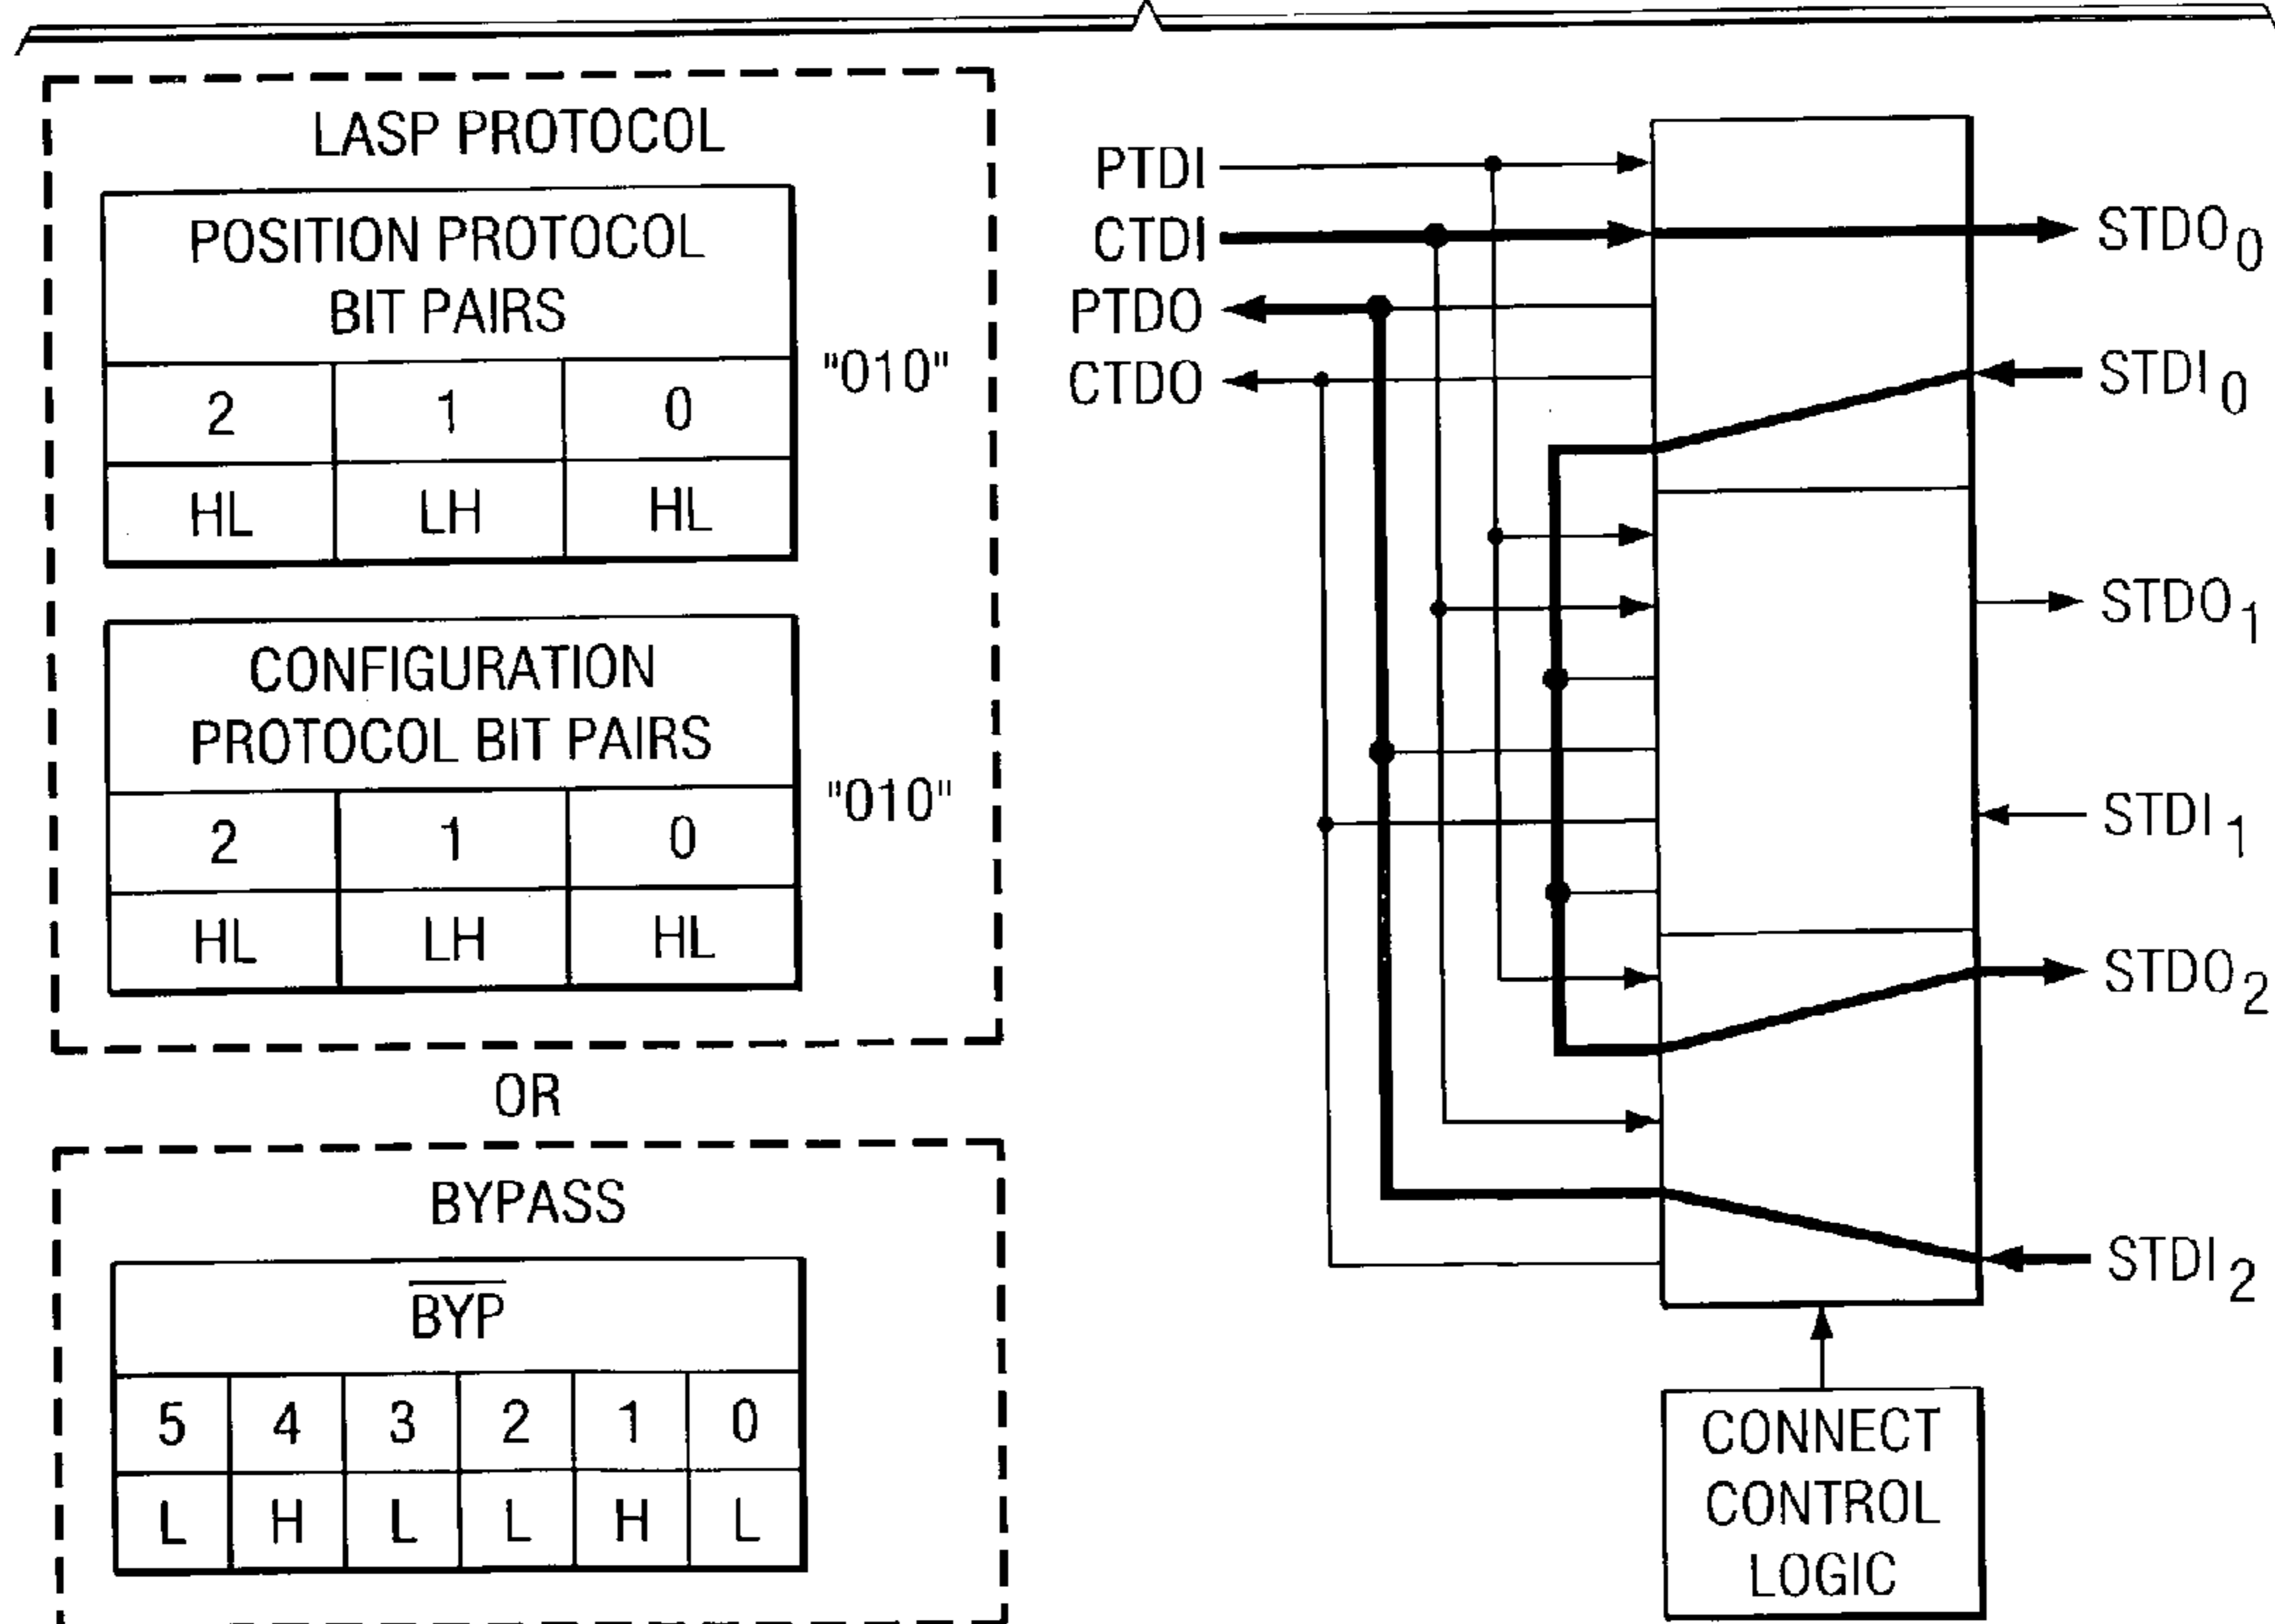 LASP PROTOCOL
POSITION PROTOCOL
BIT PAIRS
2 1 0
HL LH HL
"010"
CONFIGURATION
PROTOCOL BIT PAIRS
2 1 0
HL LH HL
"010"
OR
BYPASS
BYP
5 4 3 2 1 0
L H L L H L
PTDI
CTDI
PTDO
CTDO
STDO0
STDI0
STDO1
STDI1
STDO2
STDI2
CONNECT
CONTROL
LOGIC